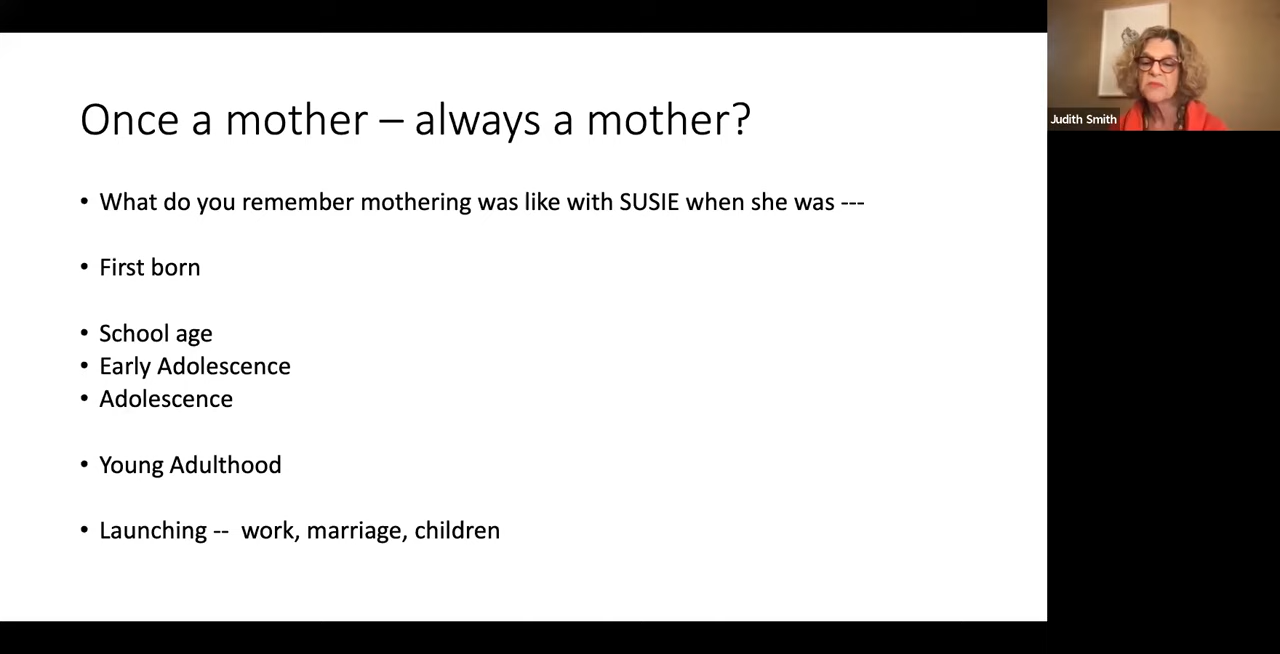 Once a mother – always a mother?
• What do you remember mothering was like with SUSIE when she was ---
• First born
• School age
• Early Adolescence
• Adolescence
• Young Adulthood
• Launching -- work, marriage, children
Judith Smith